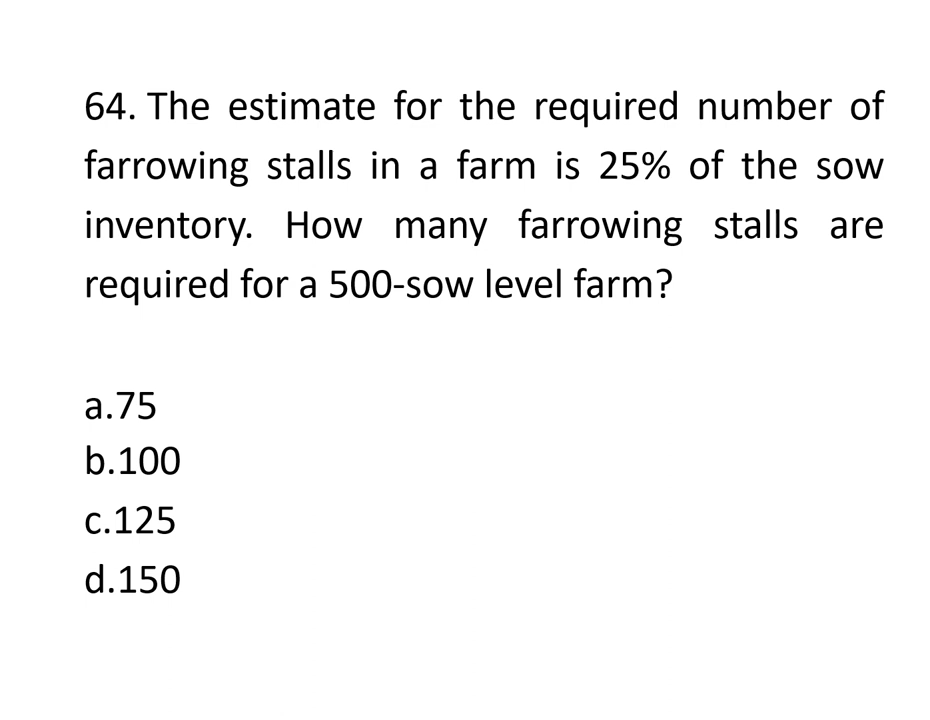 64. The estimate for the required number of
farrowing stalls in a farm is 25% of the sow
inventory. How many farrowing stalls are
required for a 500-sow level farm?
a.75
b.100
c.125
d.150